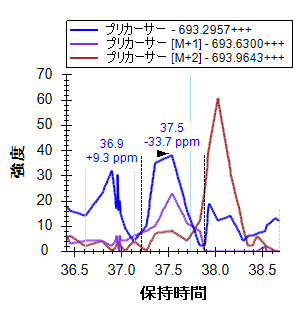 プリカーサー - 693.2957+++
プリカーサー [M+1] - 693.6300+++
プリカーサー [M+2] - 693.9643+++
強度
70
60
50
40
30
20
10
0
36.9
+9.3 ppm
37.5
-33.7 ppm
36.5
37.0
37.5
38.0
38.5
保持時間